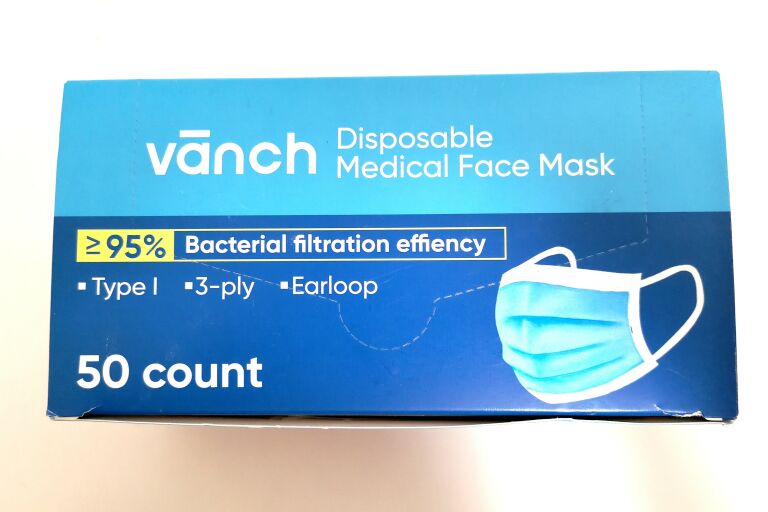 vānch
Disposable
Medical Face Mask
≥95% Bacterial filtration effiency
▪Type I ▪3-ply ▪Earloop
50 count